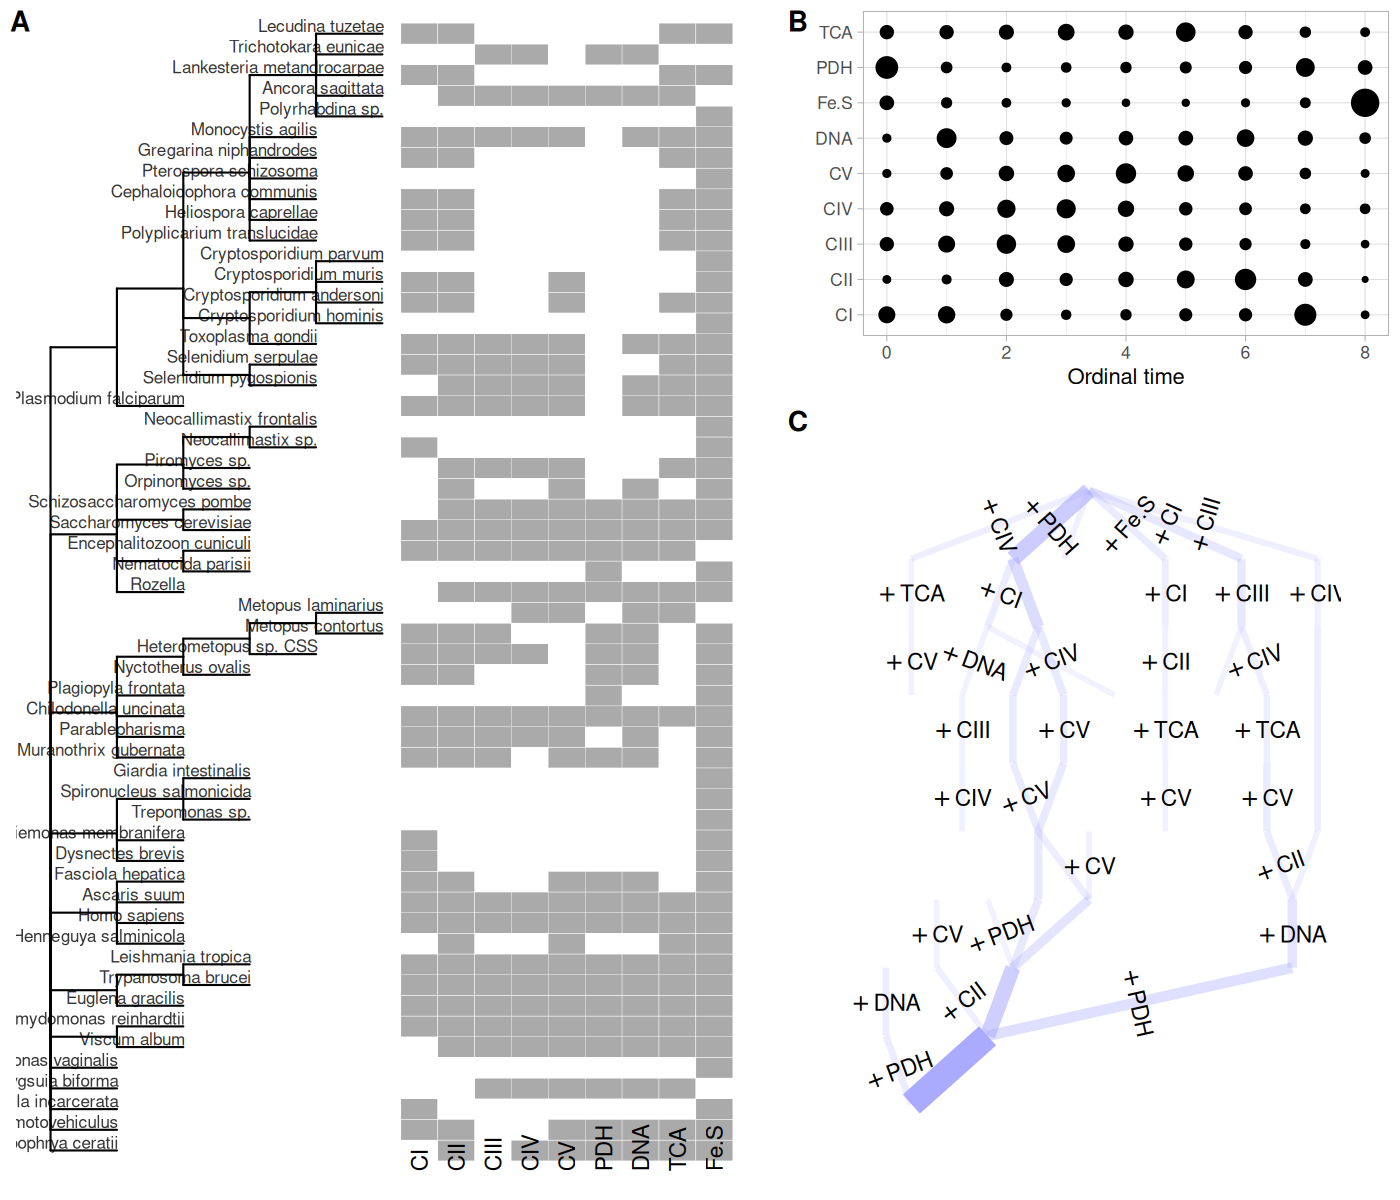 A
Lecudina tuzetae
Trichotokara eunicae
Lankesteria metandrocarpae
Ancora sagittata
Polyrhabdina sp.
Monocystis agilis
Gregarina niphandrodes
Pterospora schizosoma
Cephaloidophora communis
Heliospora caprellae
Polyplicarium translucidae
Cryptosporidium parvum
Cryptosporidium muris
Cryptosporidium andersoni
Cryptosporidium hominis
Toxoplasma gondii
Selenidium serpulae
Selenidium pygospionis
Plasmodium falciparum
Neocallimastix frontalis
Neocallimastix sp.
Piromyces sp.
Orpinomyces sp.
Schizosaccharomyces pombe
Saccharomyces cerevisiae
Encephalitozoon cuniculi
Nematocida parisii
Rozella
Metopus laminarius
Metopus contortus
Heterometopus sp. CSS
Nyctotherus ovalis
Plagiopyla frontata
Chilodonella uncinata
Parablepharisma
Muranothrix gubernata
Giardia intestinalis
Spironucleus salmonicida
Trepomonas sp.
iemonas membranifera
Dysnectes brevis
Fasciola hepatica
Ascaris suum
Homo sapiens
Henneguya salminicola
Leishmania tropica
Trypanosoma brucei
Euglena gracilis
mydomonas reinhardtii
Viscum album
onas vaginalis
ygsuia biforma
la incarcerata
motovehiculus
oophrya ceratii
CI
CII
CIII
CIV
CV
PDH
DNA
TCA
Fe.S
B
TCA
PDH
Fe.S
DNA
CV
CIV
CIII
CII
CI
0
2
4
6
8
Ordinal time
C
+ CIV
+ PDH
+ Fe.S
+ CI
+ CIII
+ TCA
+ CI
+ CI
+ CIII
+ CIV
+ CV
+ DNA
+ CIV
+ CII
+ CIV
+ CIII
+ CV
+ TCA
+ TCA
+ CIV
+ CV
+ CV
+ CV
+ CV
+ CII
+ CV
+ PDH
+ DNA
+ DNA
+ CII
+ PDH
+ PDH